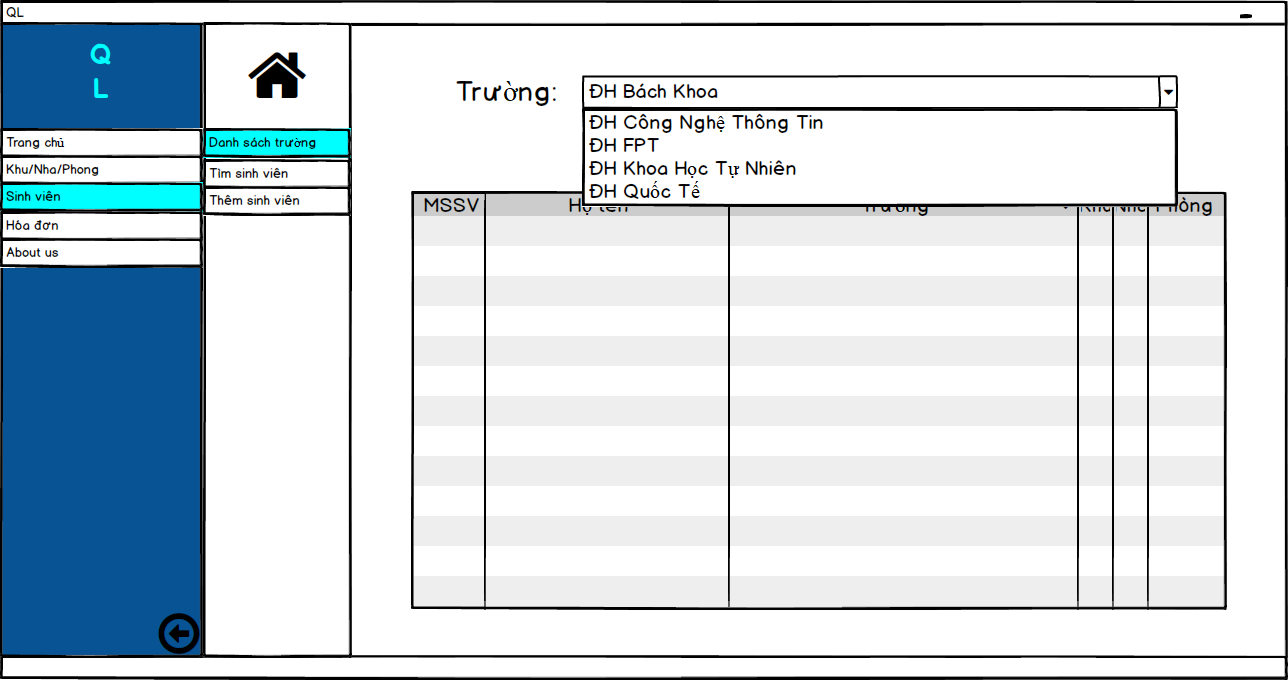 QL
Q
L
Trang chủ
Khu/Nha/Phong
Sinh viên
Hóa đơn
About us
Danh sách trường
Tìm sinh viên
Thêm sinh viên
Trường: ĐH Bách Khoa
ĐH Công Nghệ Thông Tin
ĐH FPT
ĐH Khoa Học Tự Nhiên
ĐH Quốc Tế
MSSV Họ tên Trường Khu Nhà Phòng